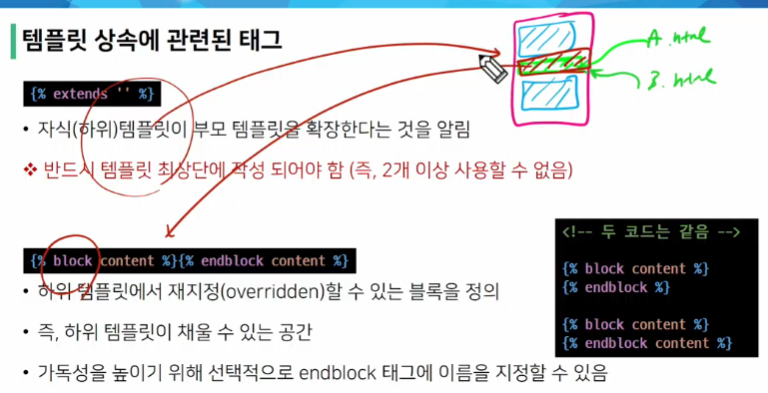 템플릿 상속에 관련된 태그
A.html
B.html
{% extends '' %}
• 자식(하위)템플릿이 부모 템플릿을 확장한다는 것을 알림
❖ 반드시 템플릿 최상단에 작성 되어야 함 (즉, 2개 이상 사용할 수 없음)
{% block content %}{% endblock content %}
• 하위 템플릿에서 재지정(overridden)할 수 있는 블록을 정의
• 즉, 하위 템플릿이 채울 수 있는 공간
• 가독성을 높이기 위해 선택적으로 endblock 태그에 이름을 지정할 수 있음
<!-- 두 코드는 같음 -->
{% block content %}
{% endblock %}
{% block content %}
{% endblock content %}